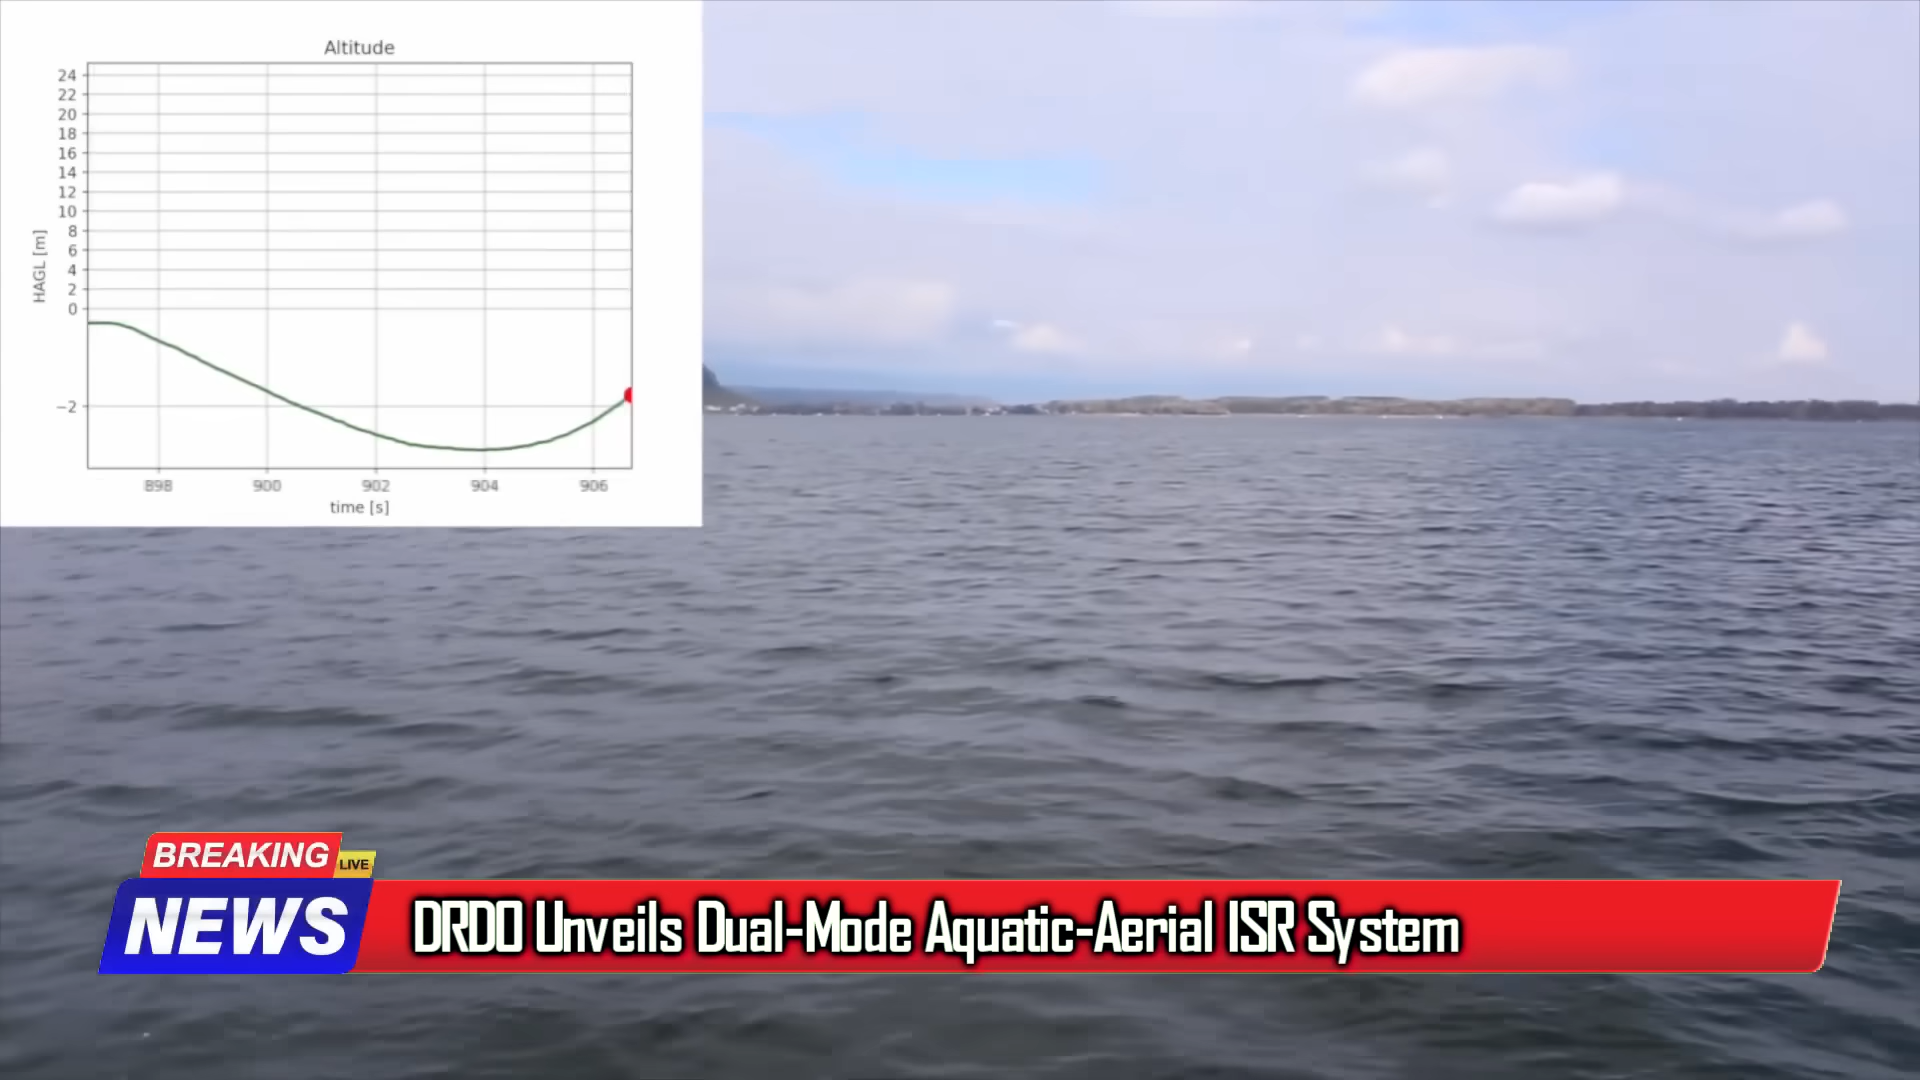 Altitude
24
22
20
18
16
14
12
10
8
6
4
2
0
−2
HAGL [m]
898 900 902 904 906
time [s]
BREAKING
LIVE
NEWS
DRDO Unveils Dual-Mode Aquatic-Aerial ISR System